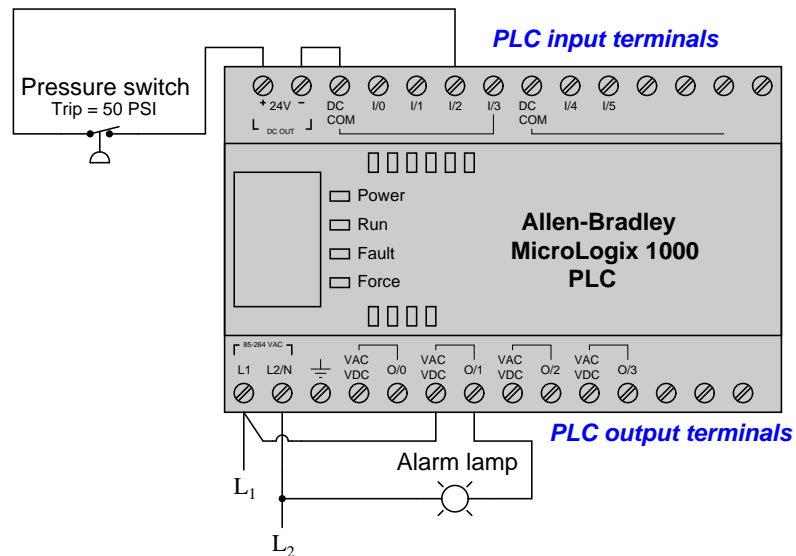 PLC input terminals
Pressure switch
Trip = 50 PSI
+ 24V - DC COM I/0 I/1 I/2 I/3 DC COM I/4 I/5
DC OUT
Power
Run
Fault
Force
Allen-Bradley
MicroLogix 1000
PLC
85-264 VAC
L1 L2/N VAC VDC O/0 VAC VDC O/1 VAC VDC O/2 VAC VDC O/3
PLC output terminals
Alarm lamp
L1
L2